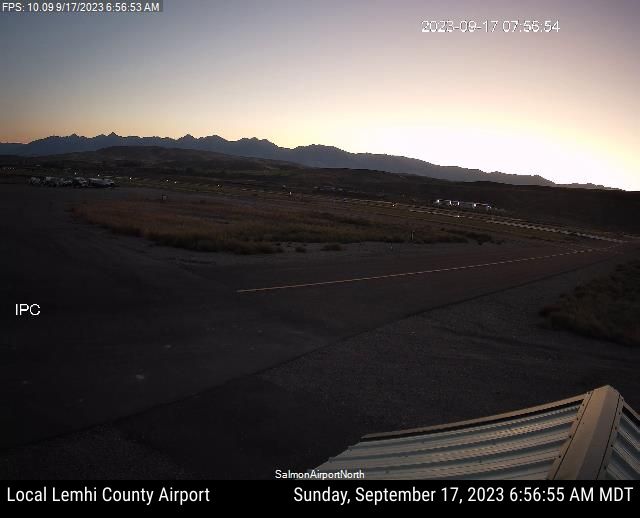 FPS: 10.09 9/17/2023 6:56:53 AM
2023-09-17 07:55:54
IPC
SalmonAirportNorth
Local Lemhi County Airport
Sunday, September 17, 2023 6:56:55 AM MDT